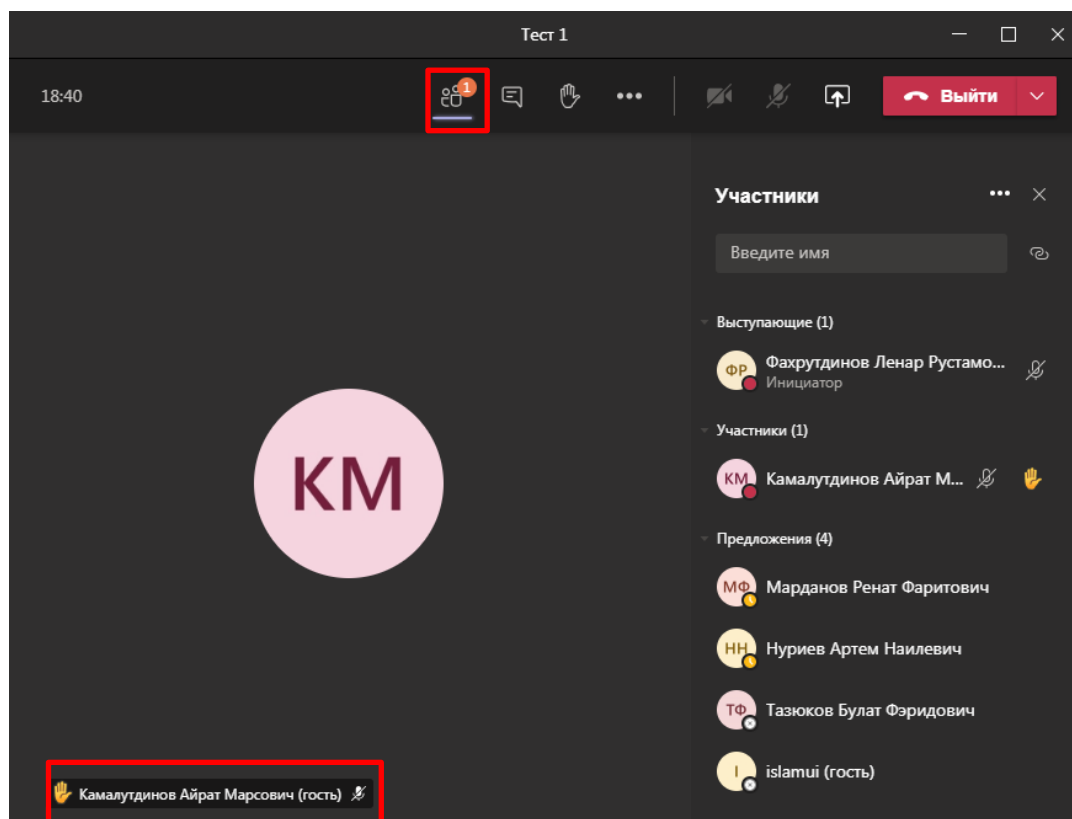 Тест 1
18:40
1
Выйти
Участники
Введите имя
Выступающие (1)
ФР
Фахрутдинов Ленар Рустамо...
Инициатор
Участники (1)
КМ
Камалутдинов Айрат М...
КМ
Предложения (4)
МФ
Марданов Ренат Фаритович
НН
Нуриев Артем Наилевич
ТФ
Тазюков Булат Фэридович
I
islamui (гость)
Камалутдинов Айрат Марсович (гость)